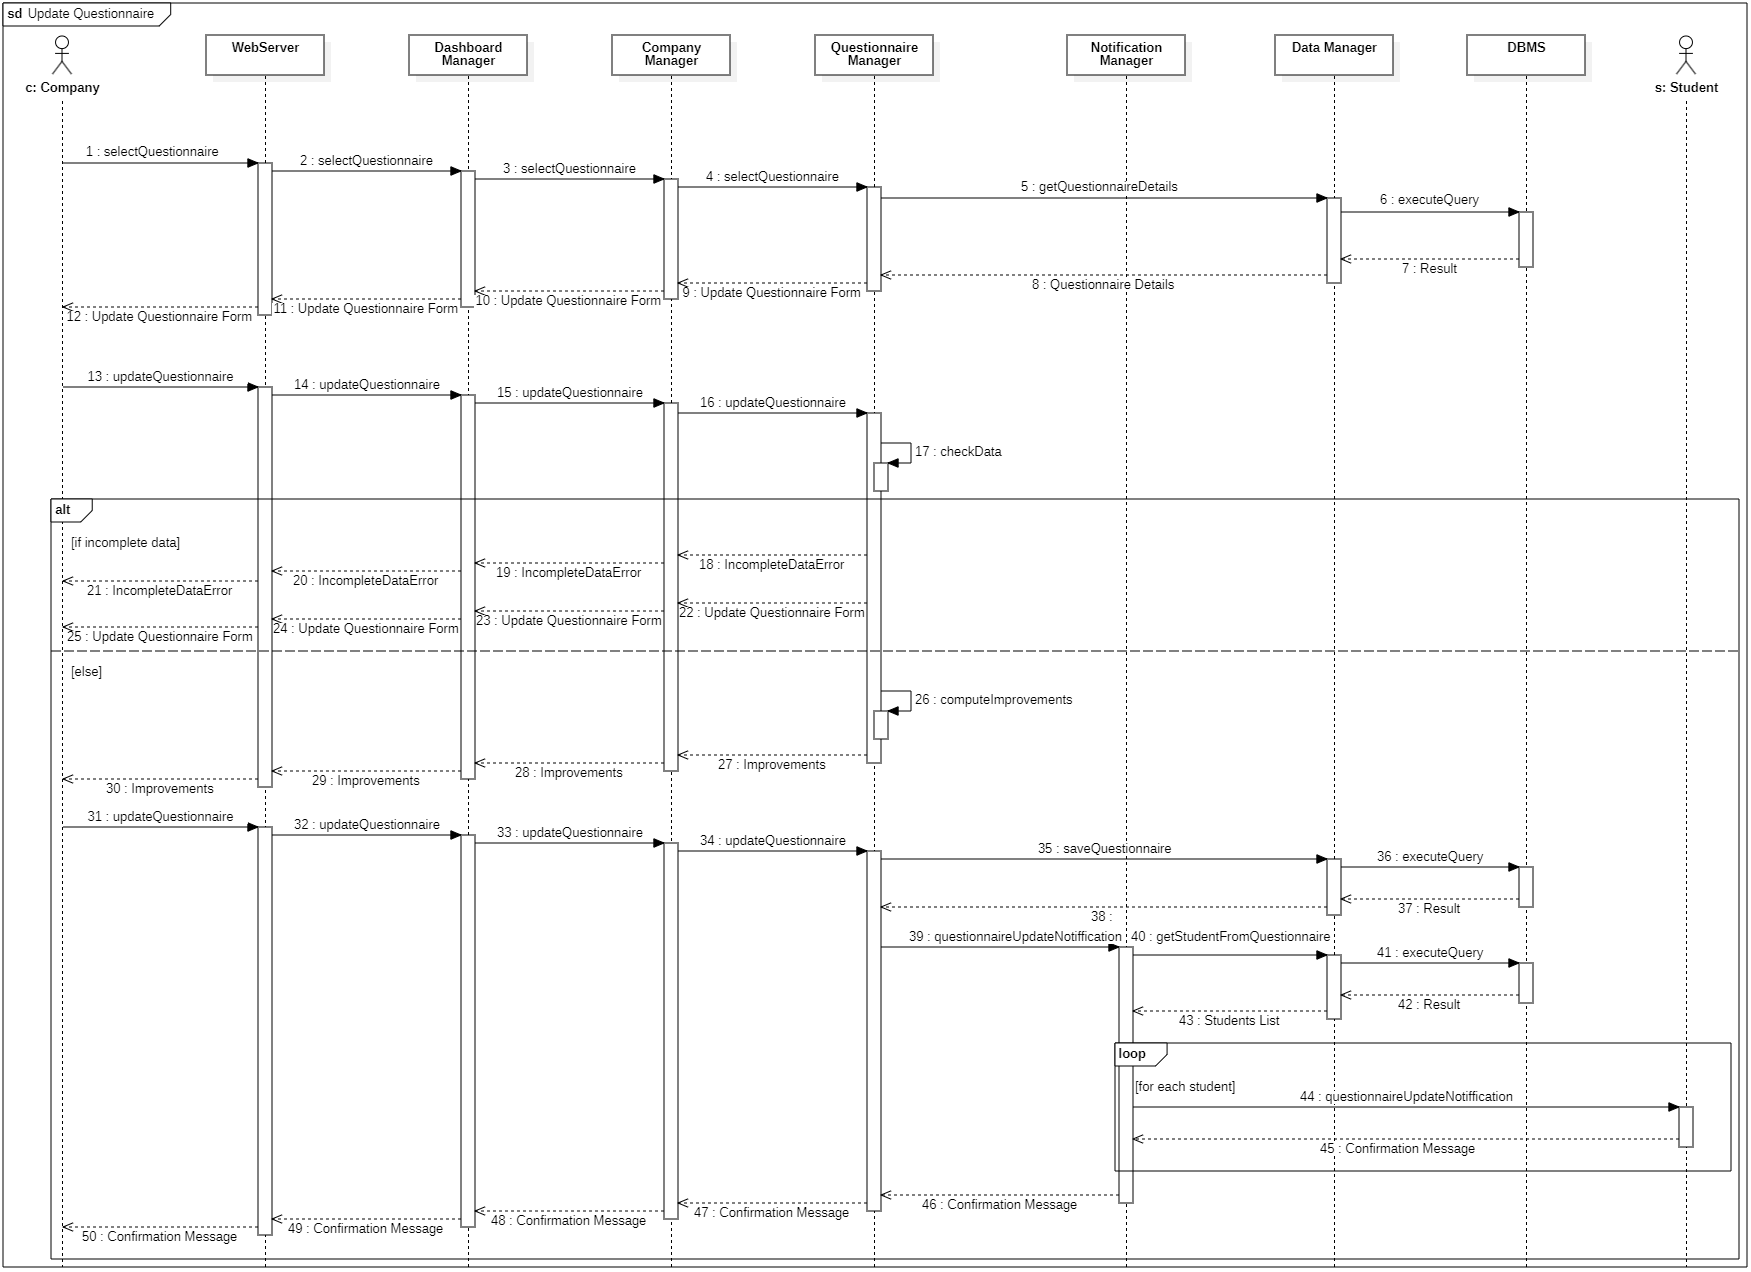 sd Update Questionnaire
c: Company
WebServer
Dashboard
Manager
Company
Manager
Questionnaire
Manager
Notification
Manager
Data Manager
DBMS
s: Student
1 : selectQuestionnaire
2 : selectQuestionnaire
3 : selectQuestionnaire
4 : selectQuestionnaire
5 : getQuestionnaireDetails
6 : executeQuery
7 : Result
8 : Questionnaire Details
9 : Update Questionnaire Form
10 : Update Questionnaire Form
11 : Update Questionnaire Form
12 : Update Questionnaire Form
13 : updateQuestionnaire
14 : updateQuestionnaire
15 : updateQuestionnaire
16 : updateQuestionnaire
17 : checkData
alt
[if incomplete data]
18 : IncompleteDataError
19 : IncompleteDataError
20 : IncompleteDataError
21 : IncompleteDataError
22 : Update Questionnaire Form
23 : Update Questionnaire Form
24 : Update Questionnaire Form
25 : Update Questionnaire Form
[else]
26 : computeImprovements
27 : Improvements
28 : Improvements
29 : Improvements
30 : Improvements
31 : updateQuestionnaire
32 : updateQuestionnaire
33 : updateQuestionnaire
34 : updateQuestionnaire
35 : saveQuestionnaire
36 : executeQuery
37 : Result
38 :
39 : questionnaireUpdateNotiffication
40 : getStudentFromQuestionnaire
41 : executeQuery
42 : Result
43 : Students List
loop
[for each student]
44 : questionnaireUpdateNotiffication
45 : Confirmation Message
46 : Confirmation Message
47 : Confirmation Message
48 : Confirmation Message
49 : Confirmation Message
50 : Confirmation Message